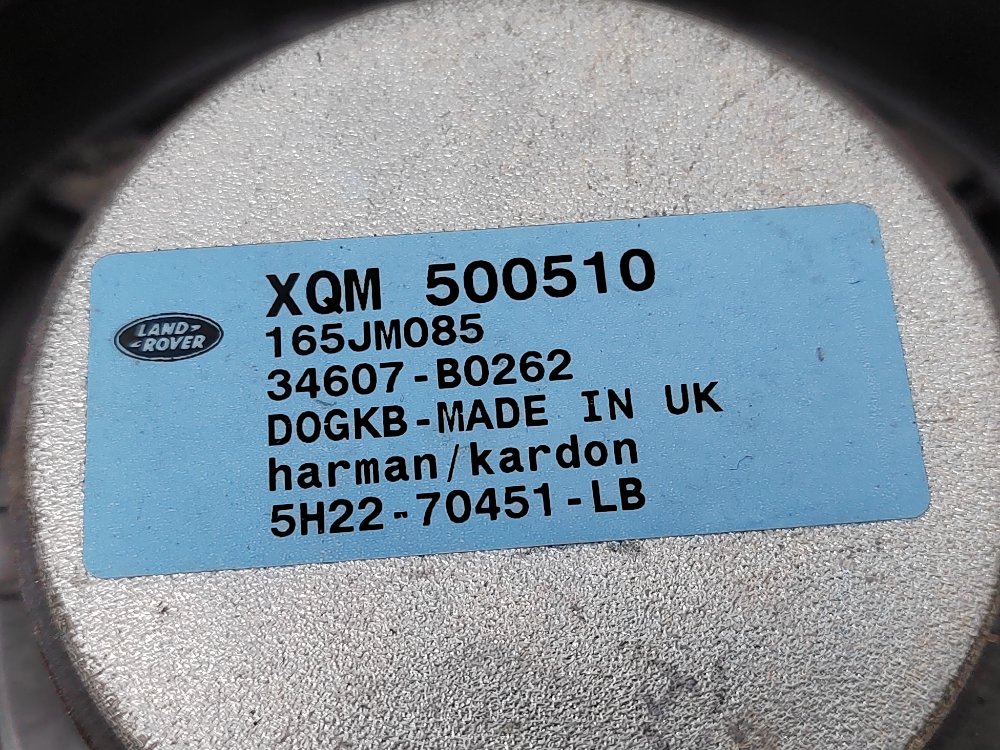 XQM 500510
LAND-
-ROVER
165JM085
34607-B0262
DOGKB-MADE IN UK
harman/kardon
5H22-70451-LB